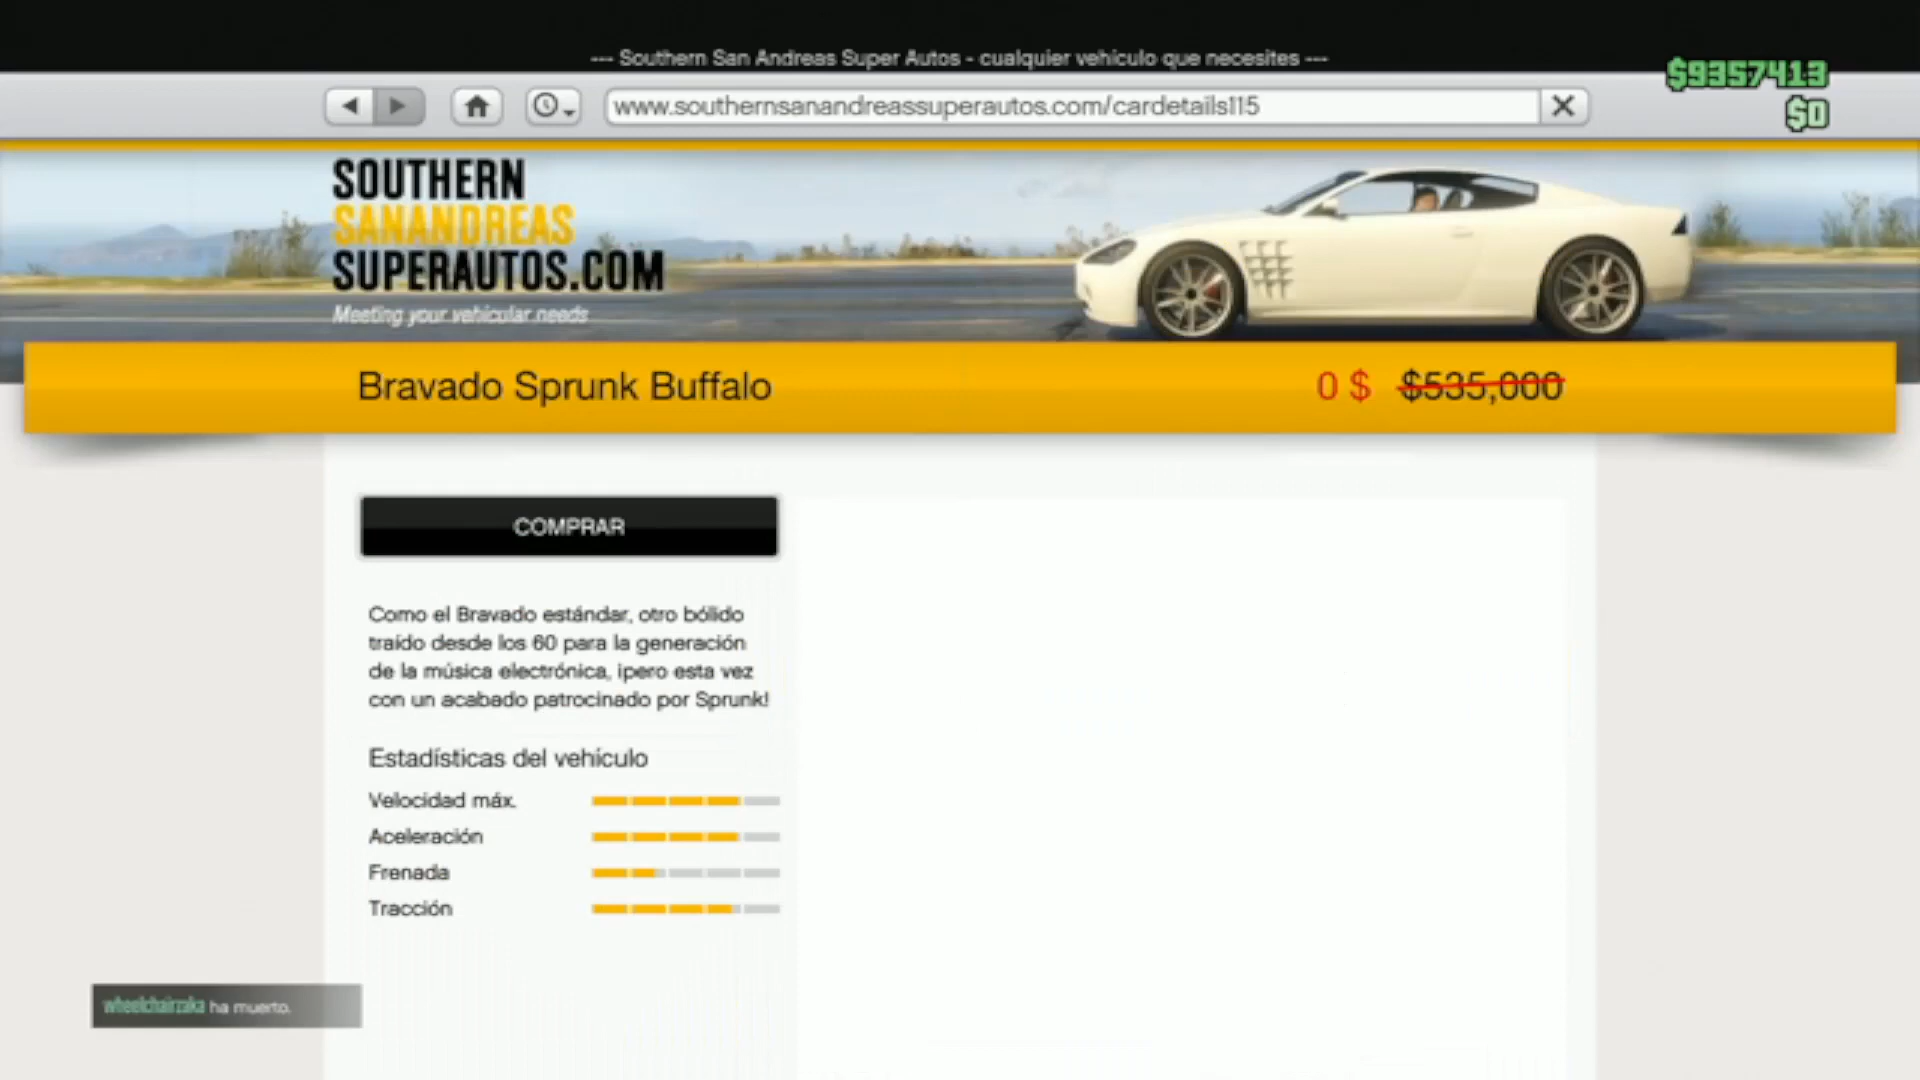 --- Southern San Andreas Super Autos - cualquier vehículo que necesites ---
$9357413
$0
www.southernsanandreassuperautos.com/cardetails115
SOUTHERN
SANANDREAS
SUPERAUTOS.COM
Meeting your vehicular needs
Bravado Sprunk Buffalo 0 $ $535,000
COMPRAR
Como el Bravado estándar, otro bólido
traído desde los 60 para la generación
de la música electrónica, ¡pero esta vez
con un acabado patrocinado por Sprunk!
Estadísticas del vehículo
Velocidad máx.
Aceleración
Frenada
Tracción
wheelchairzaka ha muerto.